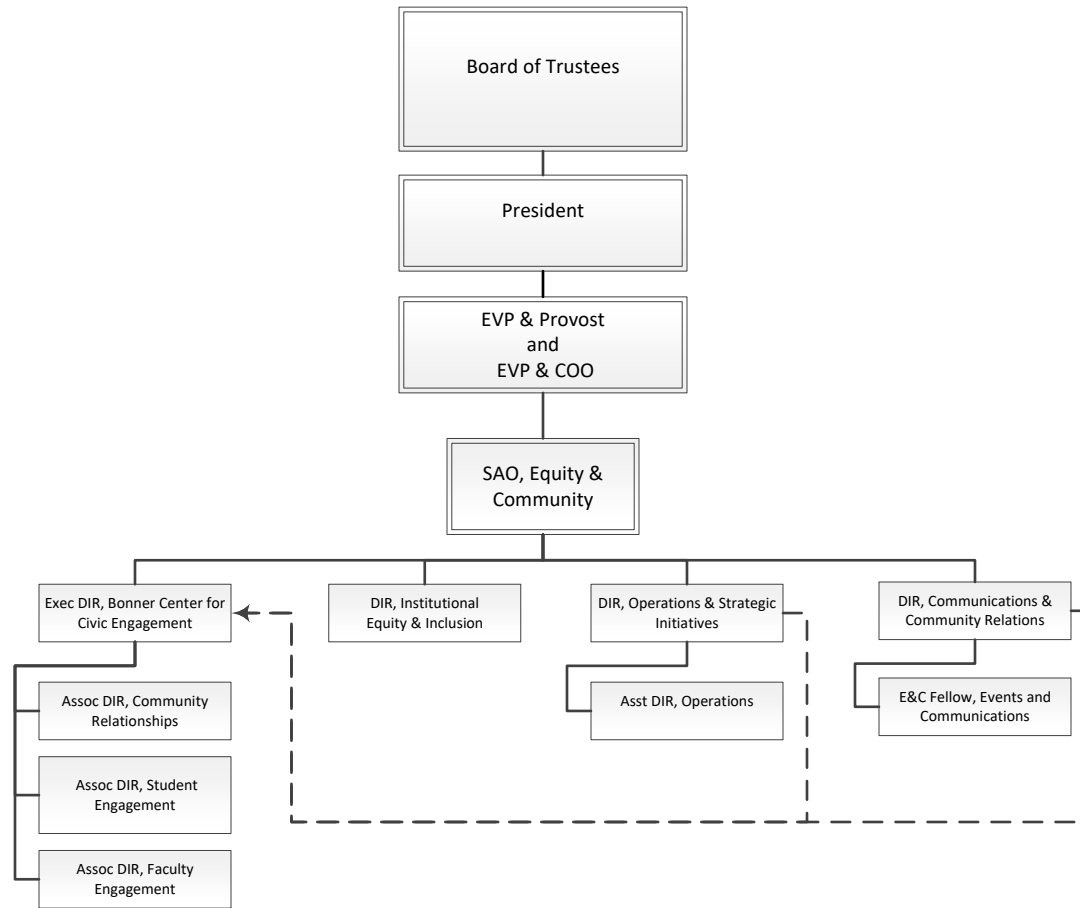 Board of Trustees
President
EVP & Provost
and
EVP & COO
SAO, Equity &
Community
Exec DIR, Bonner Center for
Civic Engagement
DIR, Institutional
Equity & Inclusion
DIR, Operations & Strategic
Initiatives
DIR, Communications &
Community Relations
Assoc DIR, Community
Relationships
Asst DIR, Operations
E&C Fellow, Events and
Communications
Assoc DIR, Student
Engagement
Assoc DIR, Faculty
Engagement